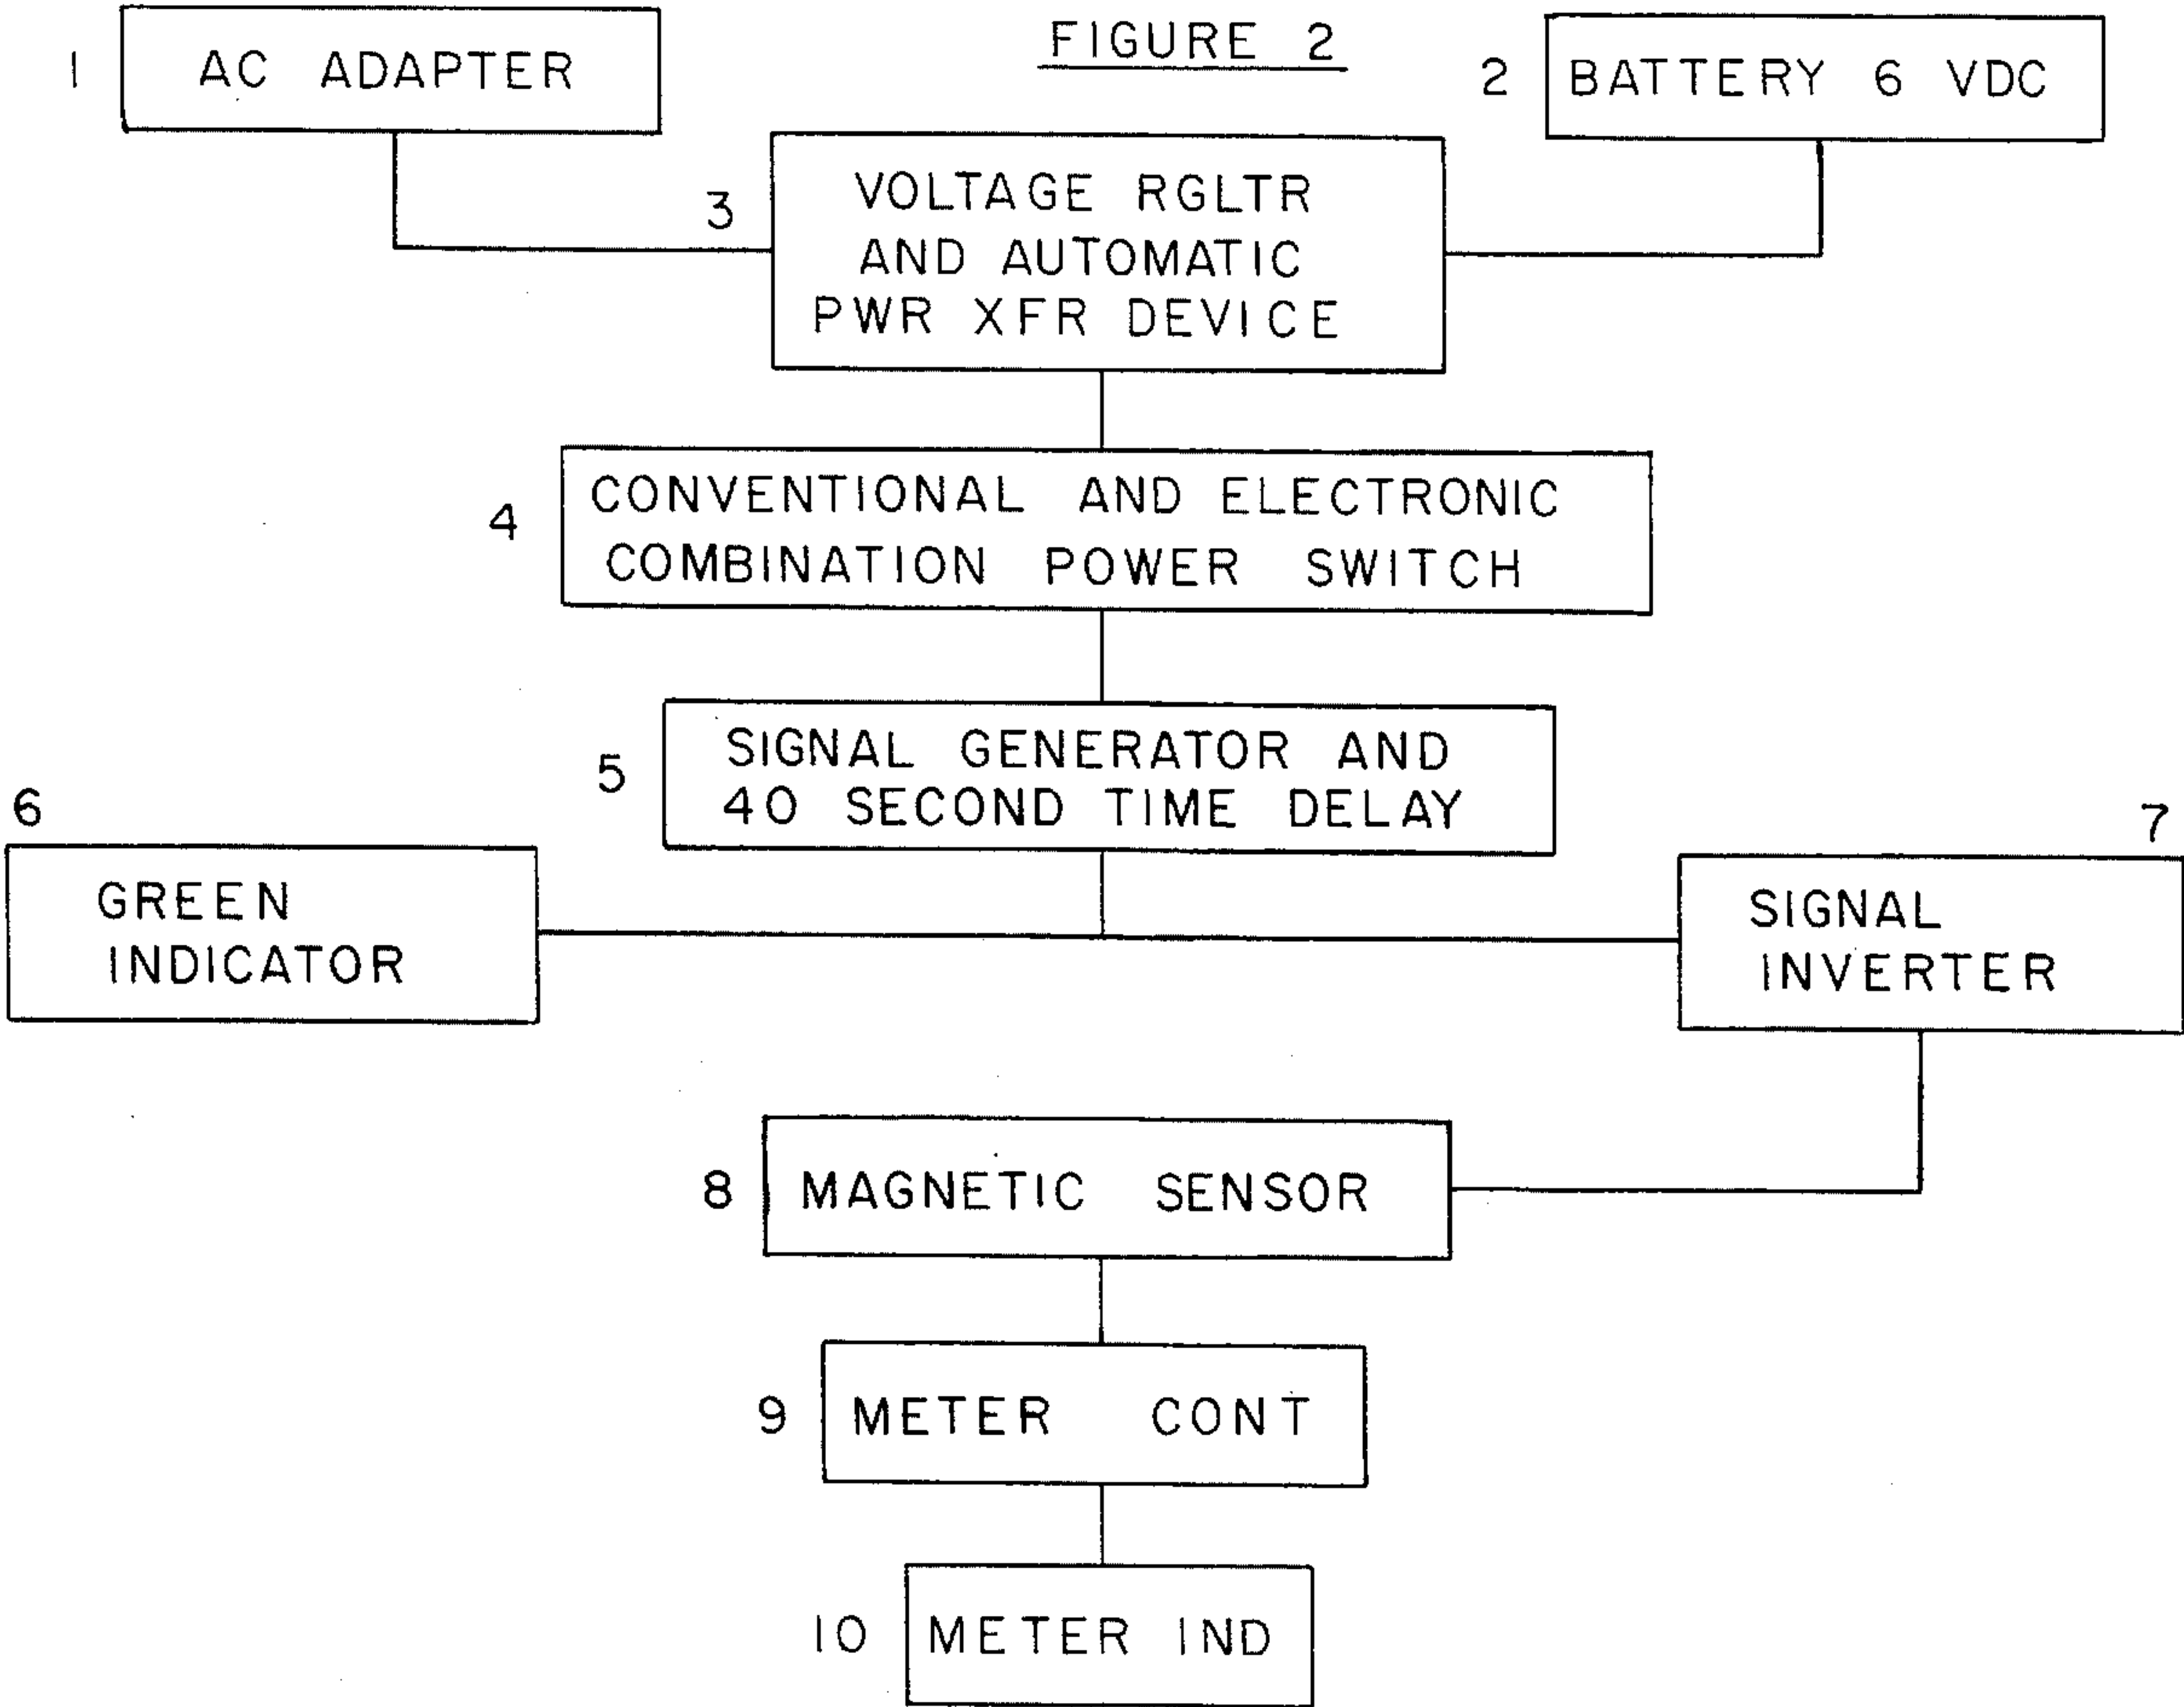 FIGURE 2
1 AC ADAPTER
2 BATTERY 6 VDC
3 VOLTAGE RGLTR
AND AUTOMATIC
PWR XFR DEVICE
4 CONVENTIONAL AND ELECTRONIC
COMBINATION POWER SWITCH
5 SIGNAL GENERATOR AND
40 SECOND TIME DELAY
6
GREEN
INDICATOR
7
SIGNAL
INVERTER
8 MAGNETIC SENSOR
9 METER CONT
10 METER IND